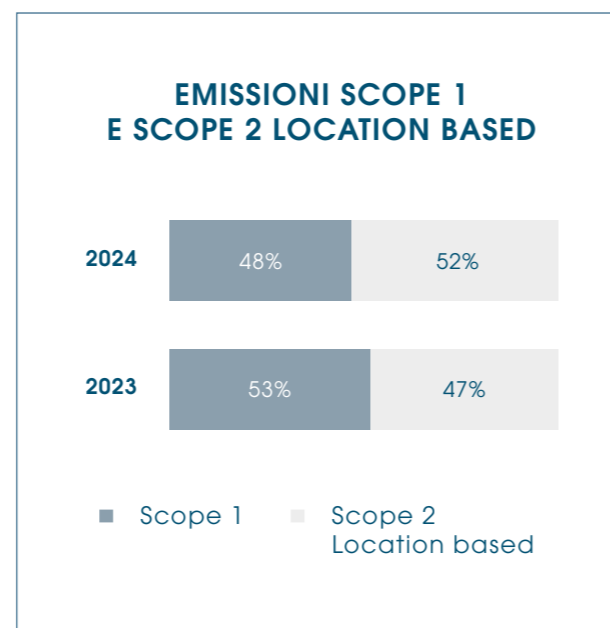 EMISSIONI SCOPE 1
E SCOPE 2 LOCATION BASED
2024 48% 52%
2023 53% 47%
Scope 1 Scope 2
Location based